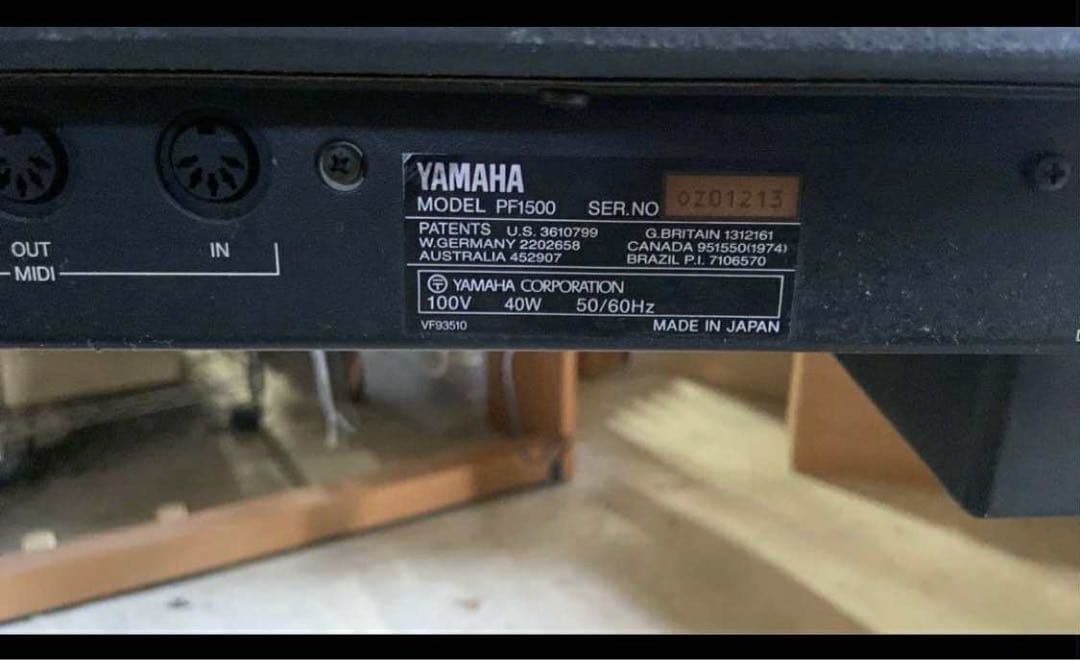 OUT
IN
MIDI
YAMAHA
MODEL PF1500 SER.NO OZ01213
PATENTS U.S. 3610799 G.BRITAIN 1312161
W.GERMANY 2202658 CANADA 951550(1974)
AUSTRALIA 452907 BRAZIL P.I. 7106570
YAMAHA CORPORATION
100V 40W 50/60Hz
VF93510 MADE IN JAPAN